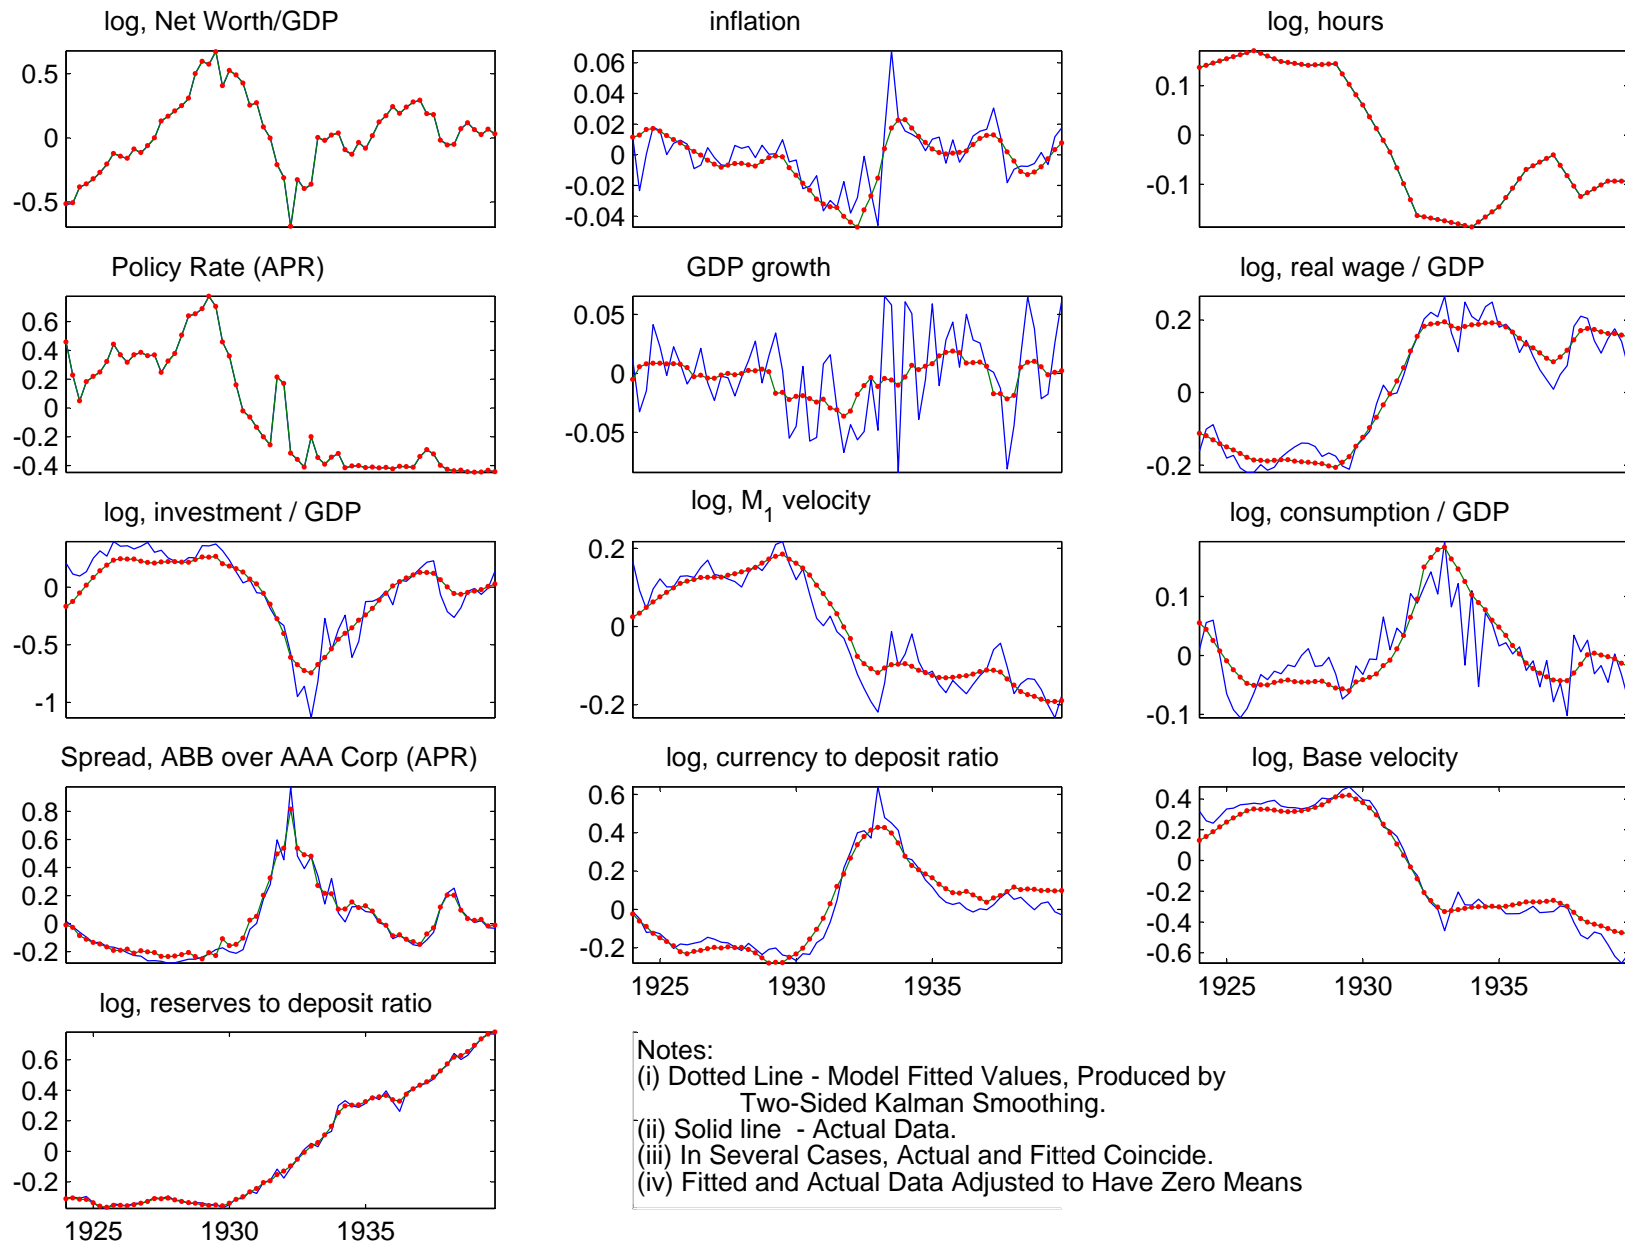 log, Net Worth/GDP
0.5
0
-0.5
inflation
0.06
0.04
0.02
0
-0.02
-0.04
log, hours
0.1
0
-0.1
Policy Rate (APR)
0.6
0.4
0.2
0
-0.2
-0.4
GDP growth
0.05
0
-0.05
log, real wage / GDP
0.2
0
-0.2
log, investment / GDP
0
-0.5
-1
log, M1 velocity
0.2
0
-0.2
log, consumption / GDP
0.1
0
-0.1
Spread, ABB over AAA Corp (APR)
0.8
0.6
0.4
0.2
0
-0.2
log, currency to deposit ratio
0.6
0.4
0.2
0
-0.2
1925 1930 1935
log, Base velocity
0.4
0.2
0
-0.2
-0.4
-0.6
1925 1930 1935
log, reserves to deposit ratio
0.6
0.4
0.2
0
-0.2
1925 1930 1935
Notes:
(i) Dotted Line - Model Fitted Values, Produced by
Two-Sided Kalman Smoothing.
(ii) Solid line - Actual Data.
(iii) In Several Cases, Actual and Fitted Coincide.
(iv) Fitted and Actual Data Adjusted to Have Zero Means